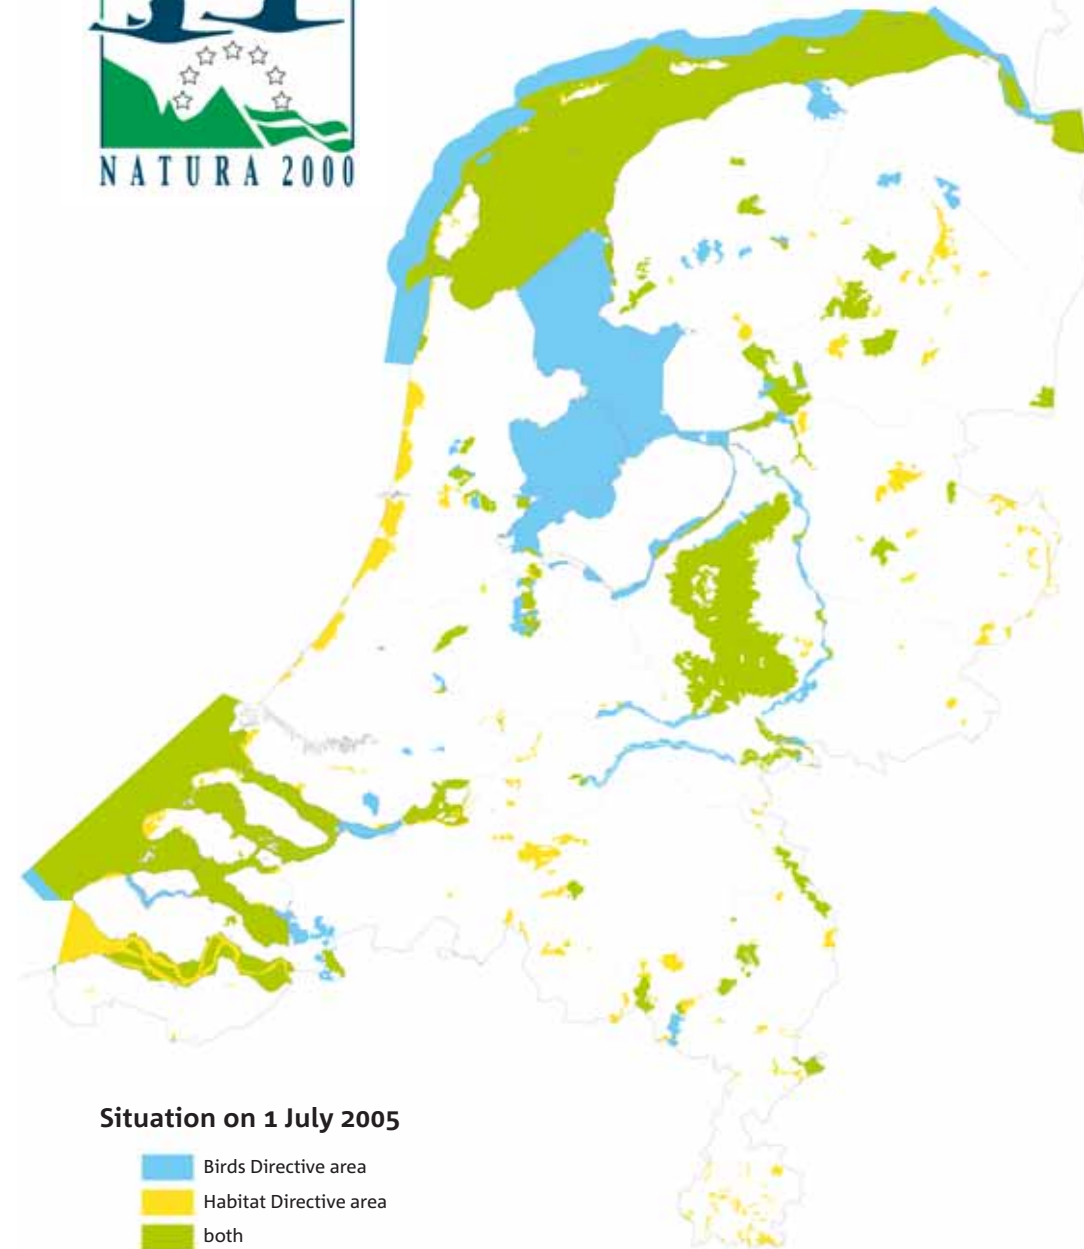 NATURA 2000
Situation on 1 July 2005
Birds Directive area
Habitat Directive area
both